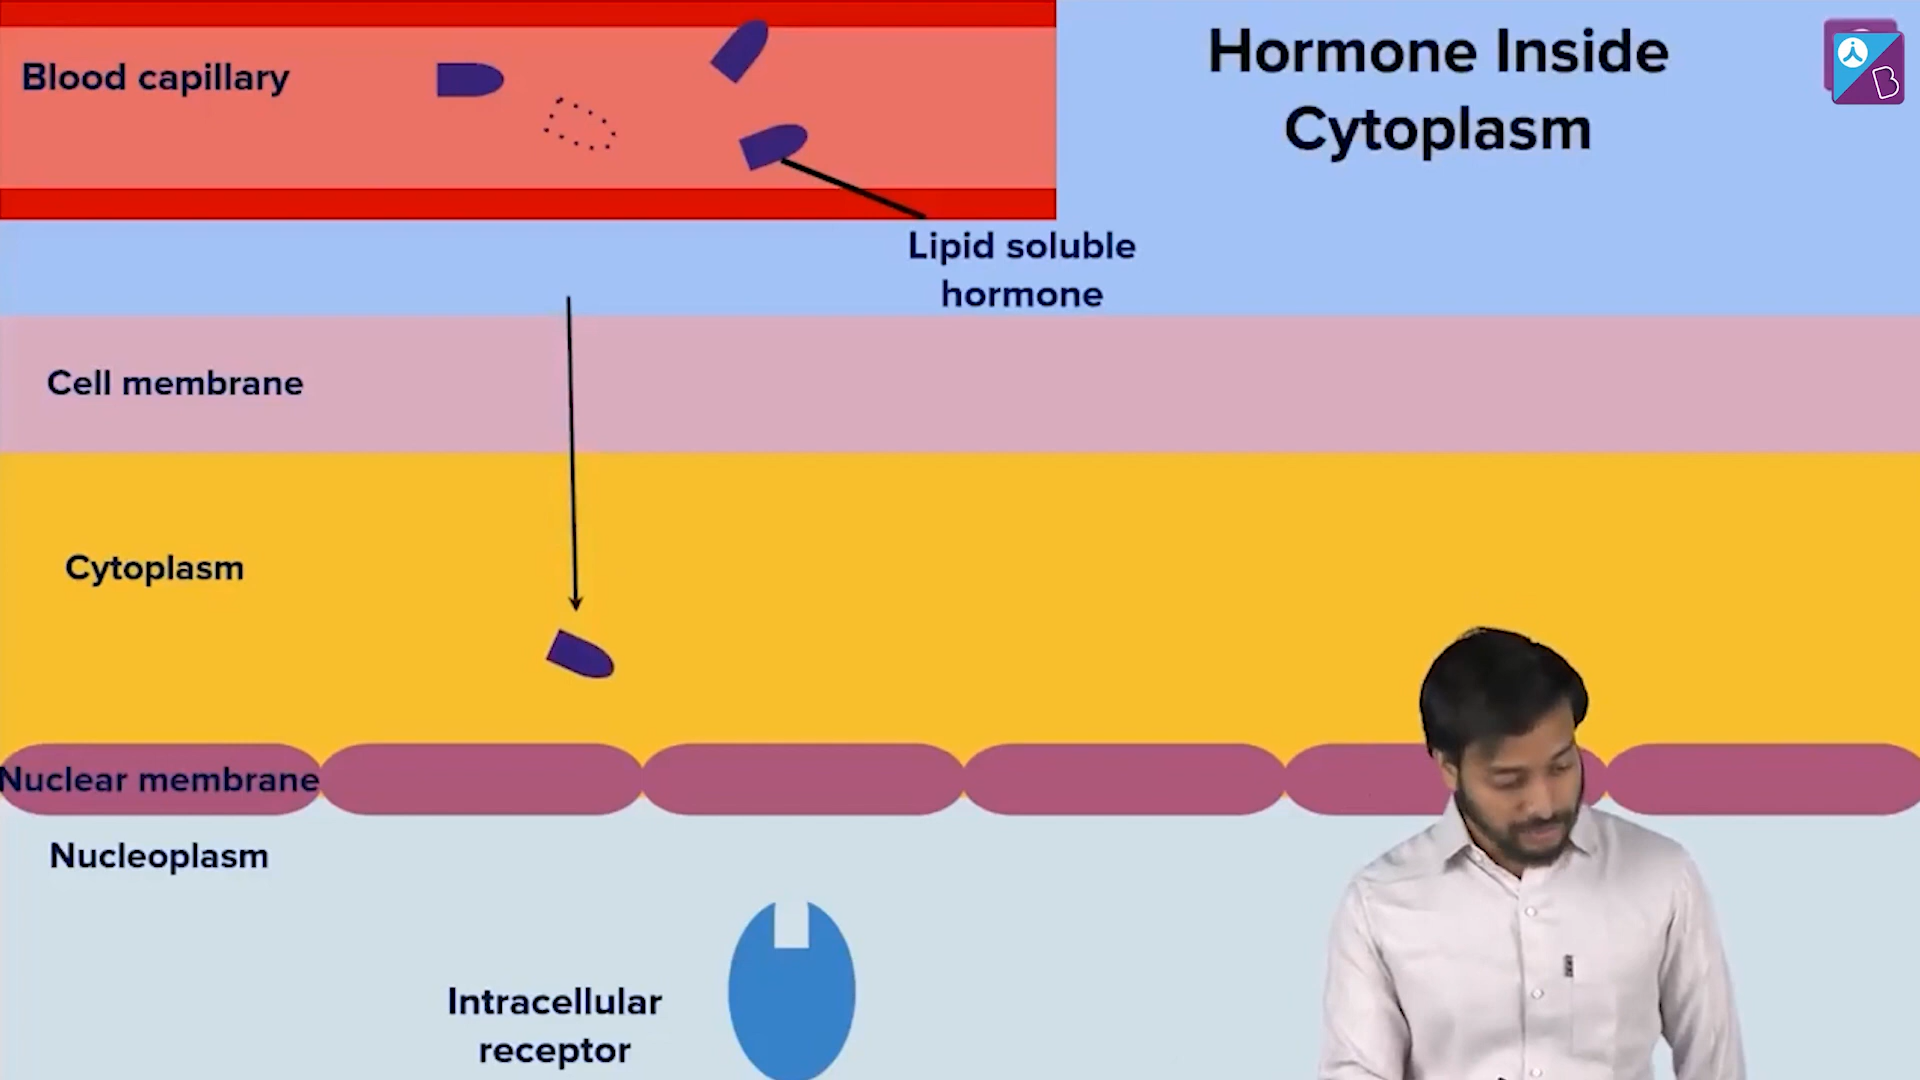 Hormone Inside
Cytoplasm
Blood capillary
Lipid soluble
hormone
Cell membrane
Cytoplasm
Nuclear membrane
Nucleoplasm
Intracellular
receptor
B